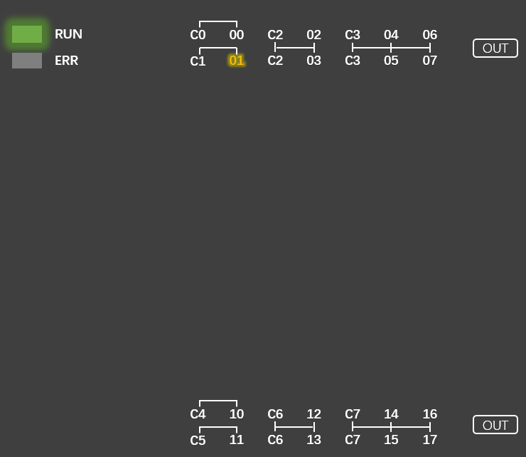 RUN C0 00 C2 02 C3 04 06 OUT
ERR C1 01 C2 03 C3 05 07
C4 10 C6 12 C7 14 16 OUT
C5 11 C6 13 C7 15 17